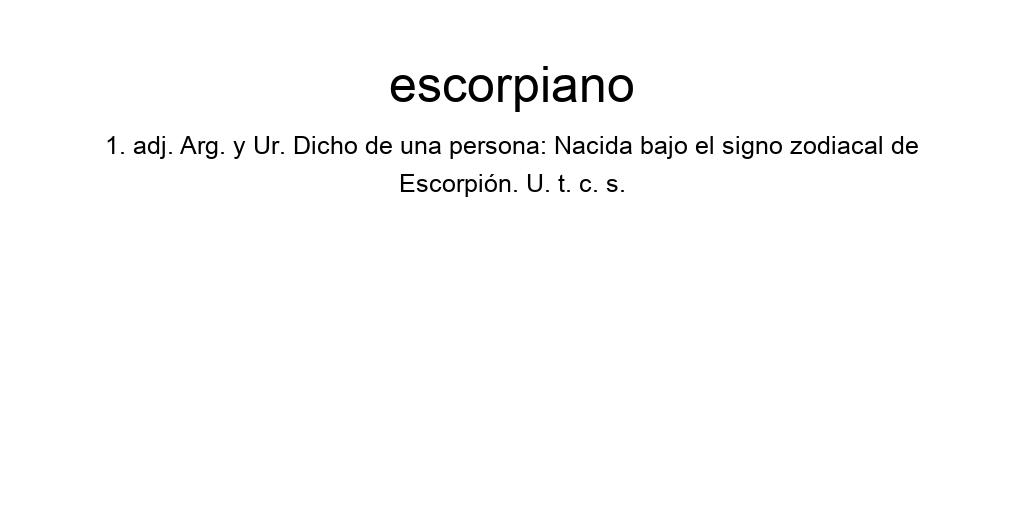 escorpiano
1. adj. Arg. y Ur. Dicho de una persona: Nacida bajo el signo zodiacal de
Escorpión. U. t. c. s.